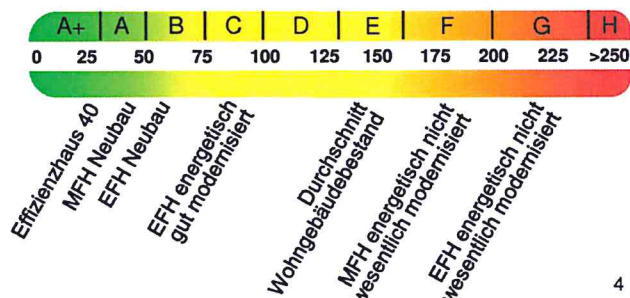 A+ A B C D E F G H
0 25 50 75 100 125 150 175 200 225 >250
Effizienzhaus 40
MFH Neubau
EFH Neubau
EFH energetisch
gut modernisiert
Durchschnitt
Wohngebäudebestand
MFH energetisch nicht
wesentlich modernisiert
EFH energetisch nicht
wesentlich modernisiert
4